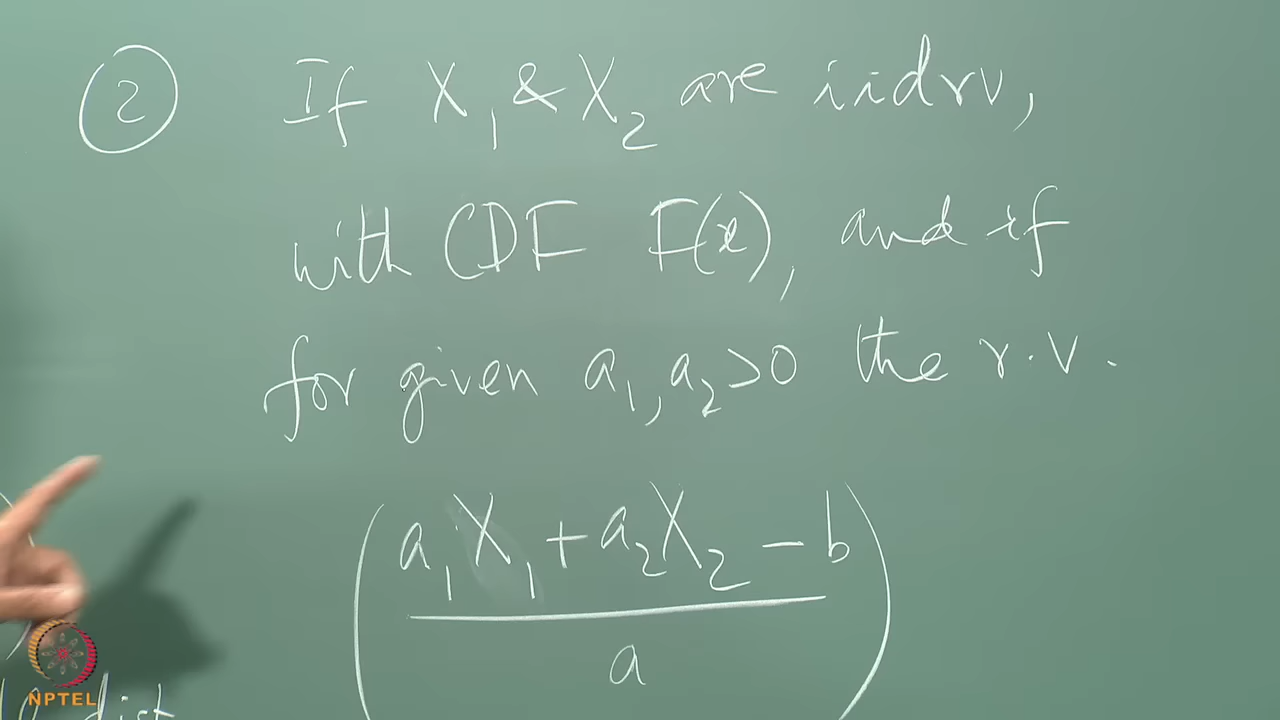 ② If X₁ & X₂ are iidrv,
with CDF F(x), and if
for given a₁, a₂ > 0 the r.v.
(a₁X₁ + a₂X₂ − b
a)
dist
NPTEL